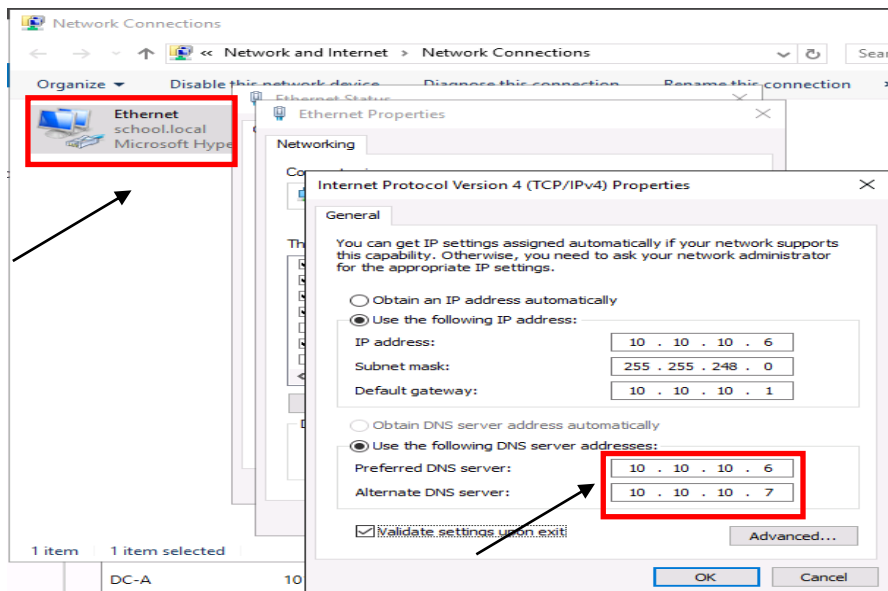 Network Connections
« Network and Internet > Network Connections
Organize
Disable this network device
Diagnose this connection
Rename this connection
Ethernet
school.local
Microsoft Hype
Ethernet Status
Ethernet Properties
Networking
Internet Protocol Version 4 (TCP/IPv4) Properties
General
You can get IP settings assigned automatically if your network supports
this capability. Otherwise, you need to ask your network administrator
for the appropriate IP settings.
Obtain an IP address automatically
Use the following IP address:
IP address: 10 . 10 . 10 . 6
Subnet mask: 255 . 255 . 248 . 0
Default gateway: 10 . 10 . 10 . 1
Obtain DNS server address automatically
Use the following DNS server addresses:
Preferred DNS server: 10 . 10 . 10 . 6
Alternate DNS server: 10 . 10 . 10 . 7
Validate settings upon exit
Advanced...
OK
Cancel
1 item
1 item selected
DC-A
10